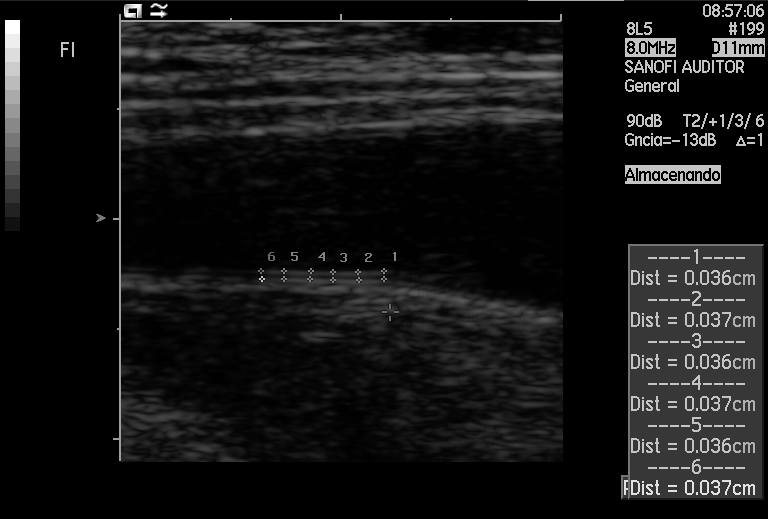 08:57:06
FI
8L5 #199
8.0MHz D11mm
SANOFI AUDITOR
General
90dB T2/+1/3/ 6
Gncia=-13dB Δ=1
Almacenando
6 5 4 3 2 1
----1----
Dist = 0.036cm
----2----
Dist = 0.037cm
----3----
Dist = 0.036cm
----4----
Dist = 0.037cm
----5----
Dist = 0.036cm
----6----
Dist = 0.037cm